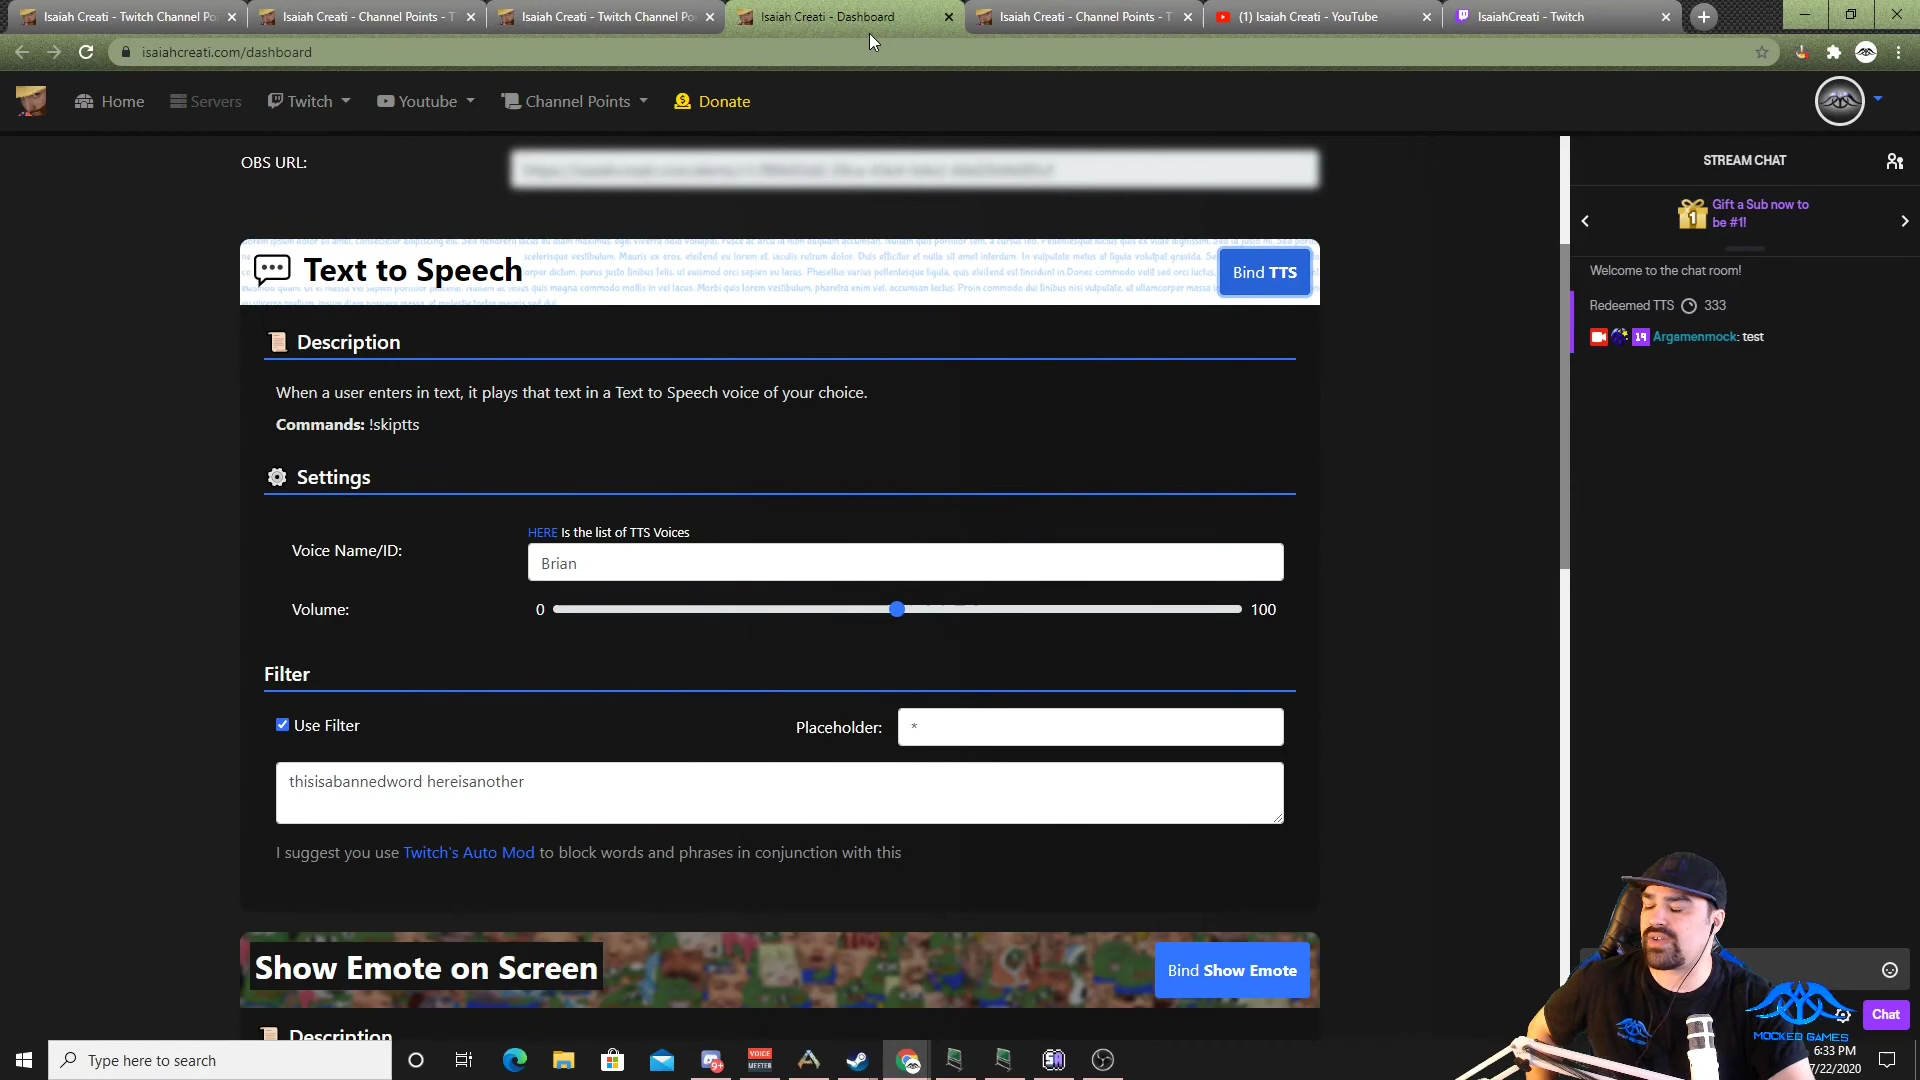 Isaiah Creati - Twitch Channel Po
Isaiah Creati - Channel Points - T
Isaiah Creati - Twitch Channel Po
Isaiah Creati - Dashboard
Isaiah Creati - Channel Points - T
(1) Isaiah Creati - YouTube
IsaiahCreati - Twitch
isaiahcreati.com/dashboard
Home
Servers
Twitch
Youtube
Channel Points
Donate
OBS URL:
STREAM CHAT
1
Gift a Sub now to
be #1!
Welcome to the chat room!
Redeemed TTS 333
19 Argamenmock: test
Text to Speech
Bind TTS
Description
When a user enters in text, it plays that text in a Text to Speech voice of your choice.
Commands: !skiptts
Settings
HERE Is the list of TTS Voices
Voice Name/ID:
Brian
Volume:
0
100
Filter
Use Filter
Placeholder:
*
thisisabannedword hereisanother
I suggest you use Twitch's Auto Mod to block words and phrases in conjunction with this
Show Emote on Screen
Bind Show Emote
Description
Chat
MOCKED GAMES
Type here to search
VOICE
MEETER
6:33 PM
7/22/2020